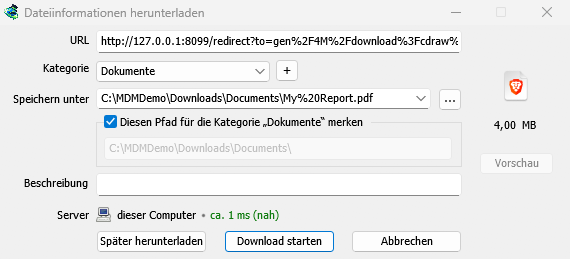 Dateiinformationen herunterladen
URL http://127.0.0.1:8099/redirect?to=gen%2F4M%2Fdownload%3Fcdraw%
Kategorie Dokumente +
Speichern unter C:\MDMDemo\Downloads\Documents\My%20Report.pdf ...
Diesen Pfad für die Kategorie „Dokumente“ merken
4,00 MB
C:\MDMDemo\Downloads\Documents\
Vorschau
Beschreibung
Server dieser Computer • ca. 1 ms (nah)
Später herunterladen Download starten Abbrechen